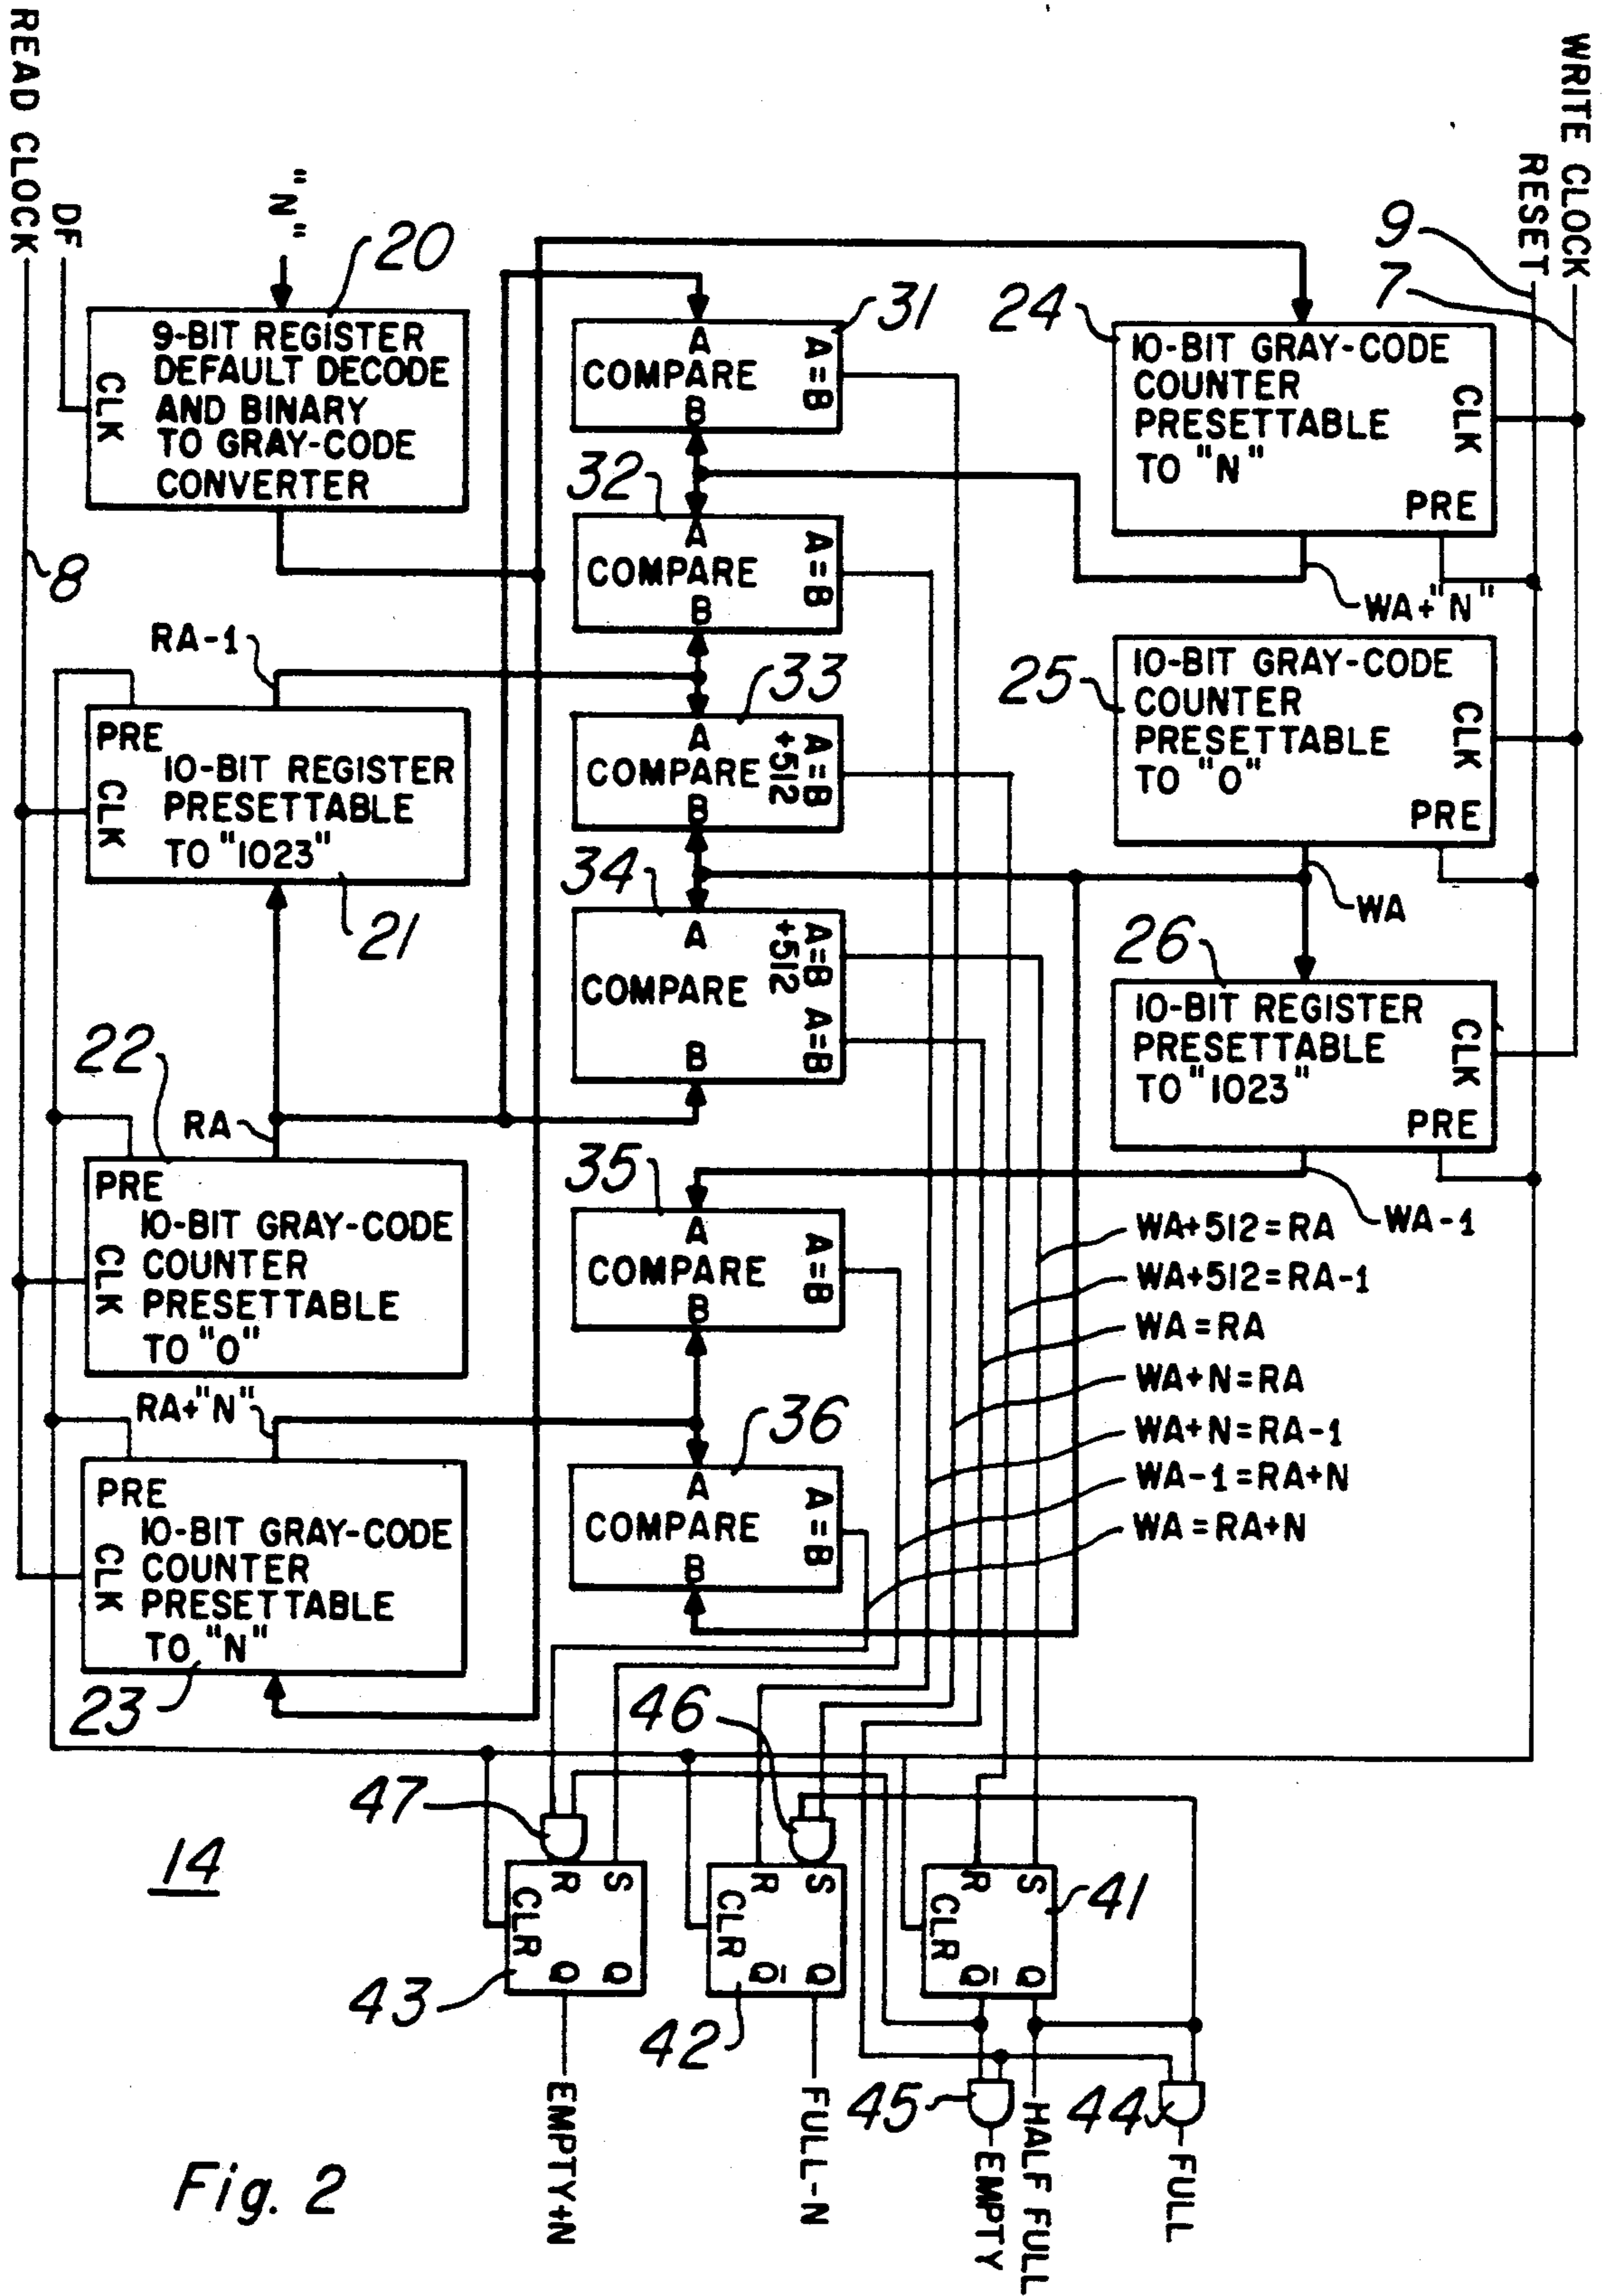 READ CLOCK
DF
"N"
20
9-BIT REGISTER
DEFAULT DECODE
AND BINARY
TO GRAY-CODE
CONVERTER
CLK
8
RA-1
PRE
CLK
10-BIT REGISTER
PRESETTABLE
TO "1023"
21
22
RA
PRE
CLK
10-BIT GRAY-CODE
COUNTER
PRESETTABLE
TO "0"
RA+"N"
PRE
CLK
10-BIT GRAY-CODE
COUNTER
PRESETTABLE
TO "N"
23
31
A
COMPARE
B
A=B
32
A
COMPARE
B
A=B
33
A
COMPARE
B
A=B
+512
34
A
COMPARE
B
A=B
+512
A=B
35
A
COMPARE
B
A=B
36
A
COMPARE
B
A=B
WRITE CLOCK
RESET
9
7
24
10-BIT GRAY-CODE
COUNTER
PRESETTABLE
TO "N"
CLK
PRE
WA+"N"
25
10-BIT GRAY-CODE
COUNTER
PRESETTABLE
TO "0"
CLK
PRE
WA
26
10-BIT REGISTER
PRESETTABLE
TO "1023"
CLK
PRE
WA-1
WA+512=RA
WA+512=RA-1
WA=RA
WA+N=RA
WA+N=RA-1
WA-1=RA+N
WA=RA+N
47
46
R
S
CLR
Q
Q
43
R
S
CLR
Q̅
Q
42
R
S
CLR
Q̅
Q
41
45
44
EMPTY+N
FULL-N
EMPTY
HALF FULL
FULL
14
Fig. 2